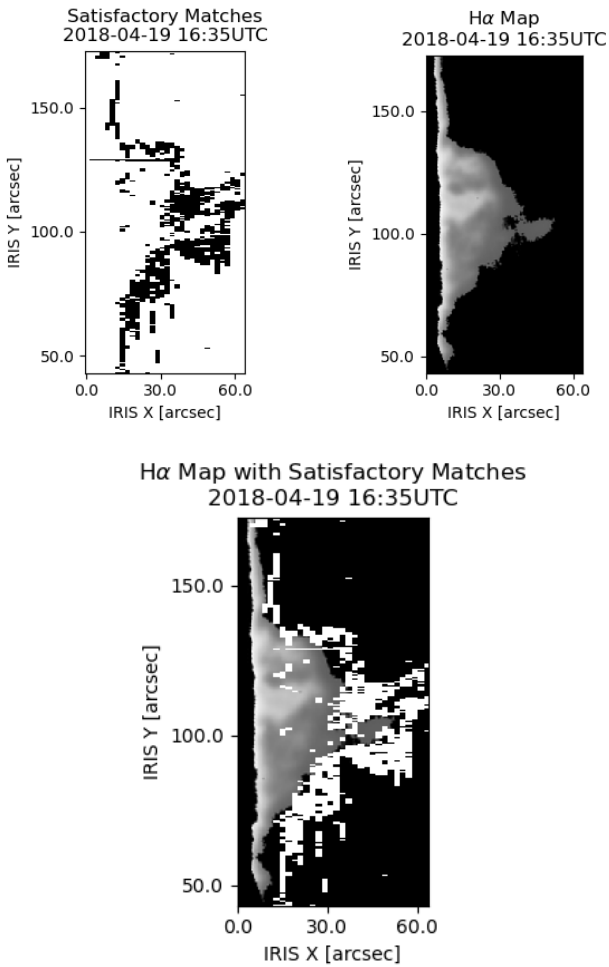 Satisfactory Matches
2018-04-19 16:35UTC
150.0
100.0
50.0
IRIS Y [arcsec]
0.0
30.0
60.0
IRIS X [arcsec]
Hα Map
2018-04-19 16:35UTC
150.0
100.0
50.0
IRIS Y [arcsec]
0.0
30.0
60.0
IRIS X [arcsec]
Hα Map with Satisfactory Matches
2018-04-19 16:35UTC
150.0
100.0
50.0
IRIS Y [arcsec]
0.0
30.0
60.0
IRIS X [arcsec]